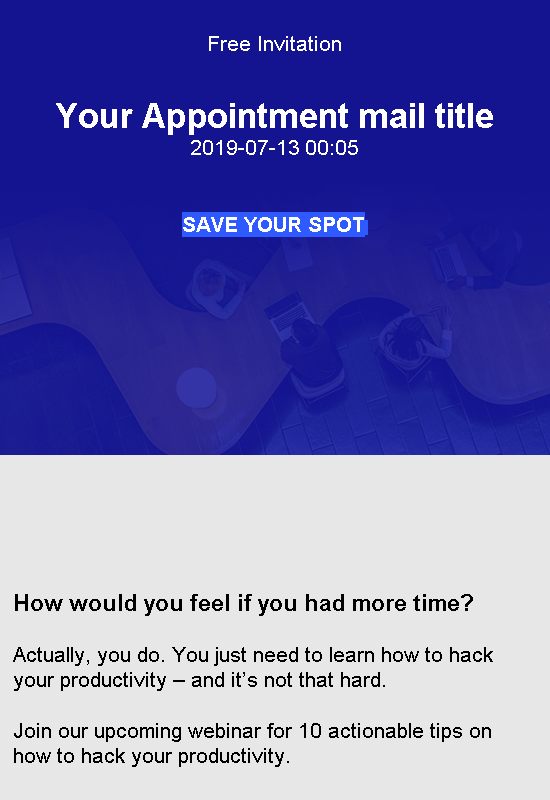 Free Invitation
Your Appointment mail title
2019-07-13 00:05
SAVE YOUR SPOT
How would you feel if you had more time?
Actually, you do. You just need to learn how to hack
your productivity – and it’s not that hard.
Join our upcoming webinar for 10 actionable tips on
how to hack your productivity.